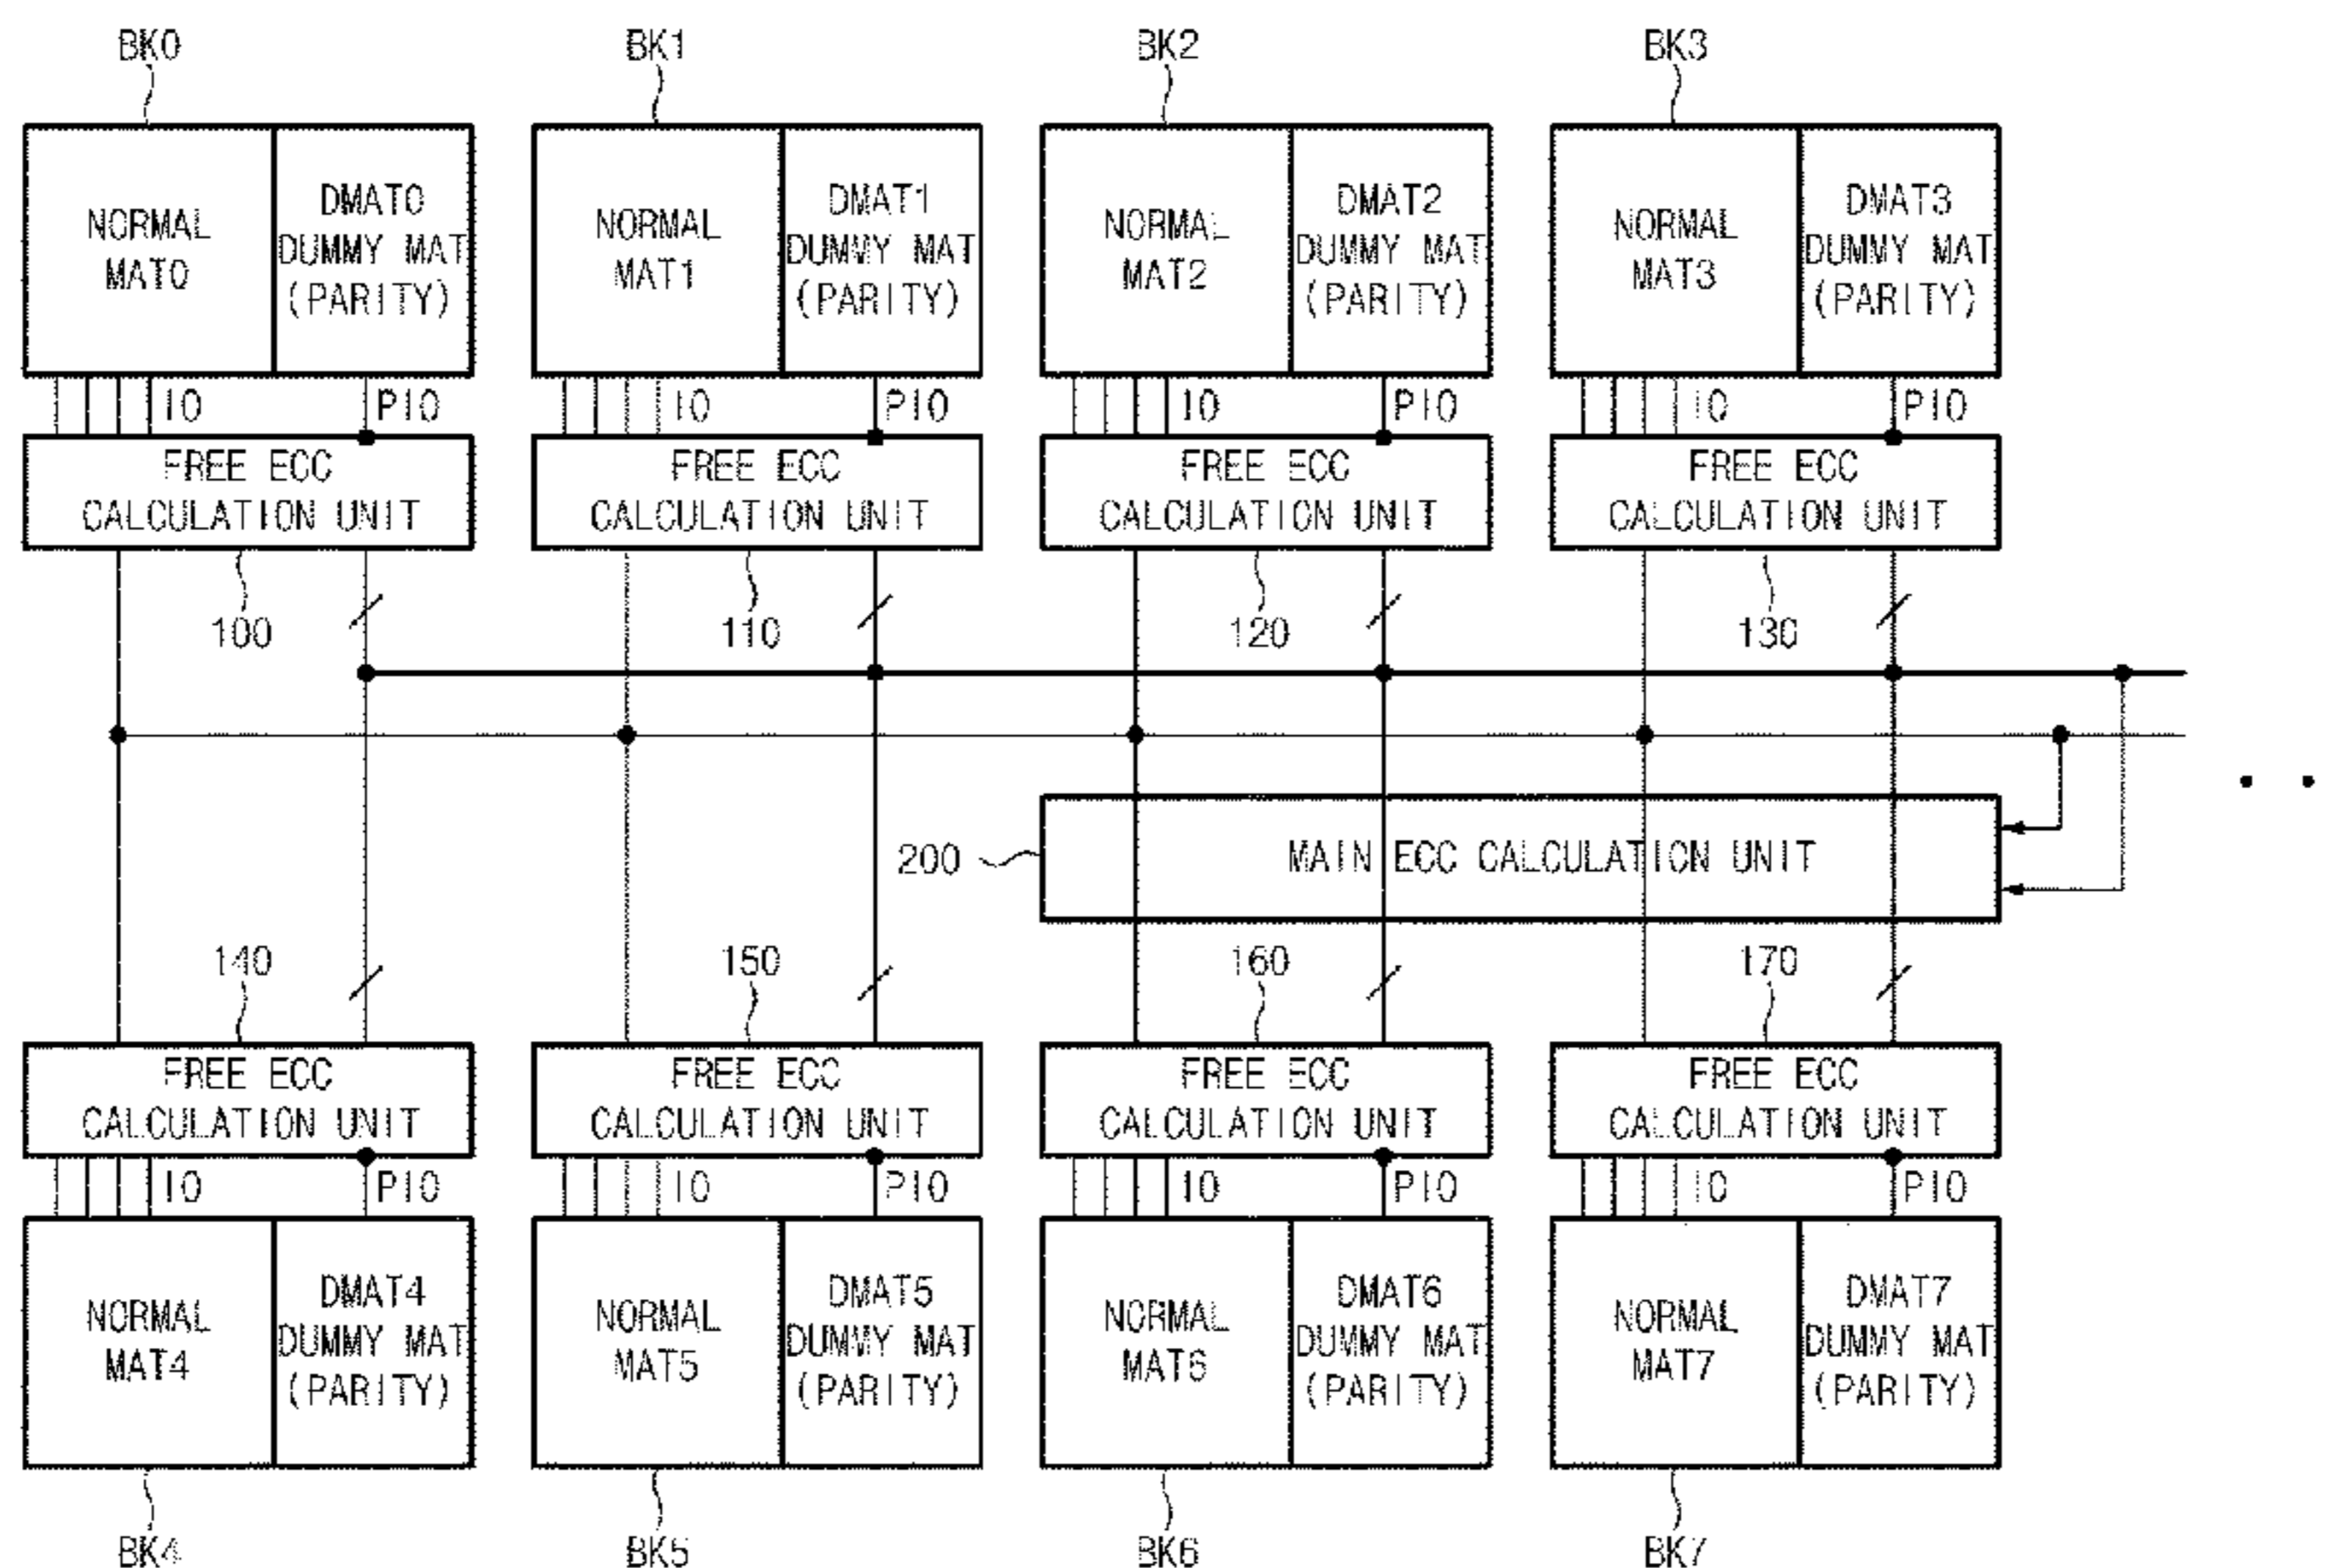 BK0
BK1
BK2
BK3
NORMAL
MAT0
DMAT0
DUMMY MAT
(PARITY)
NORMAL
MAT1
DMAT1
DUMMY MAT
(PARITY)
NORMAL
MAT2
DMAT2
DUMMY MAT
(PARITY)
NORMAL
MAT3
DMAT3
DUMMY MAT
(PARITY)
IO
PIO
IO
PIO
IO
PIO
IO
PIO
FREE ECC
CALCULATION UNIT
FREE ECC
CALCULATION UNIT
FREE ECC
CALCULATION UNIT
FREE ECC
CALCULATION UNIT
100
110
120
130
200
MAIN ECC CALCULATION UNIT
140
150
160
170
FREE ECC
CALCULATION UNIT
FREE ECC
CALCULATION UNIT
FREE ECC
CALCULATION UNIT
FREE ECC
CALCULATION UNIT
IO
PIO
IO
PIO
IO
PIO
IO
PIO
NORMAL
MAT4
DMAT4
DUMMY MAT
(PARITY)
NORMAL
MAT5
DMAT5
DUMMY MAT
(PARITY)
NORMAL
MAT6
DMAT6
DUMMY MAT
(PARITY)
NORMAL
MAT7
DMAT7
DUMMY MAT
(PARITY)
BK4
BK5
BK6
BK7